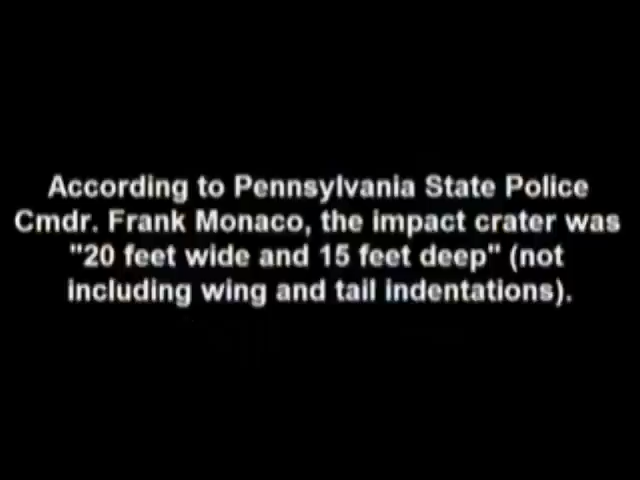 According to Pennsylvania State Police
Cmdr. Frank Monaco, the impact crater was
"20 feet wide and 15 feet deep" (not
including wing and tail indentations).